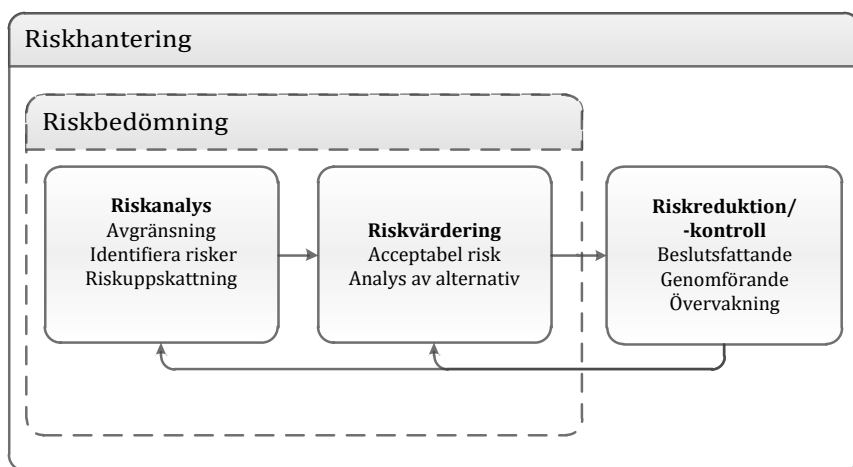 Riskhantering
Riskbedömning
Riskanalys
Avgränsning
Identifiera risker
Riskuppskattning
Riskvärdering
Acceptabel risk
Analys av alternativ
Riskreduktion/
-kontroll
Beslutsfattande
Genomförande
Övervakning